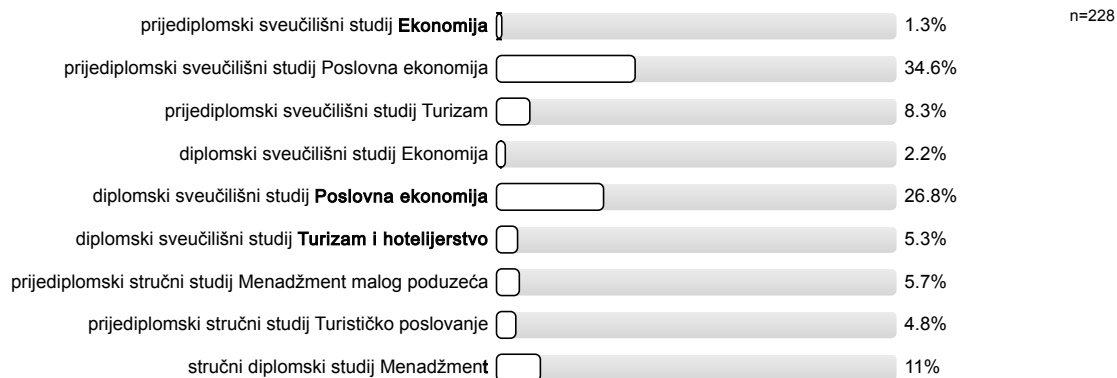 prijediplomski sveučilišni studij Ekonomija 1.3% n=228
prijediplomski sveučilišni studij Poslovna ekonomija 34.6%
prijediplomski sveučilišni studij Turizam 8.3%
diplomski sveučilišni studij Ekonomija 2.2%
diplomski sveučilišni studij Poslovna ekonomija 26.8%
diplomski sveučilišni studij Turizam i hotelijerstvo 5.3%
prijediplomski stručni studij Menadžment malog poduzeća 5.7%
prijediplomski stručni studij Turističko poslovanje 4.8%
stručni diplomski studij Menadžment 11%